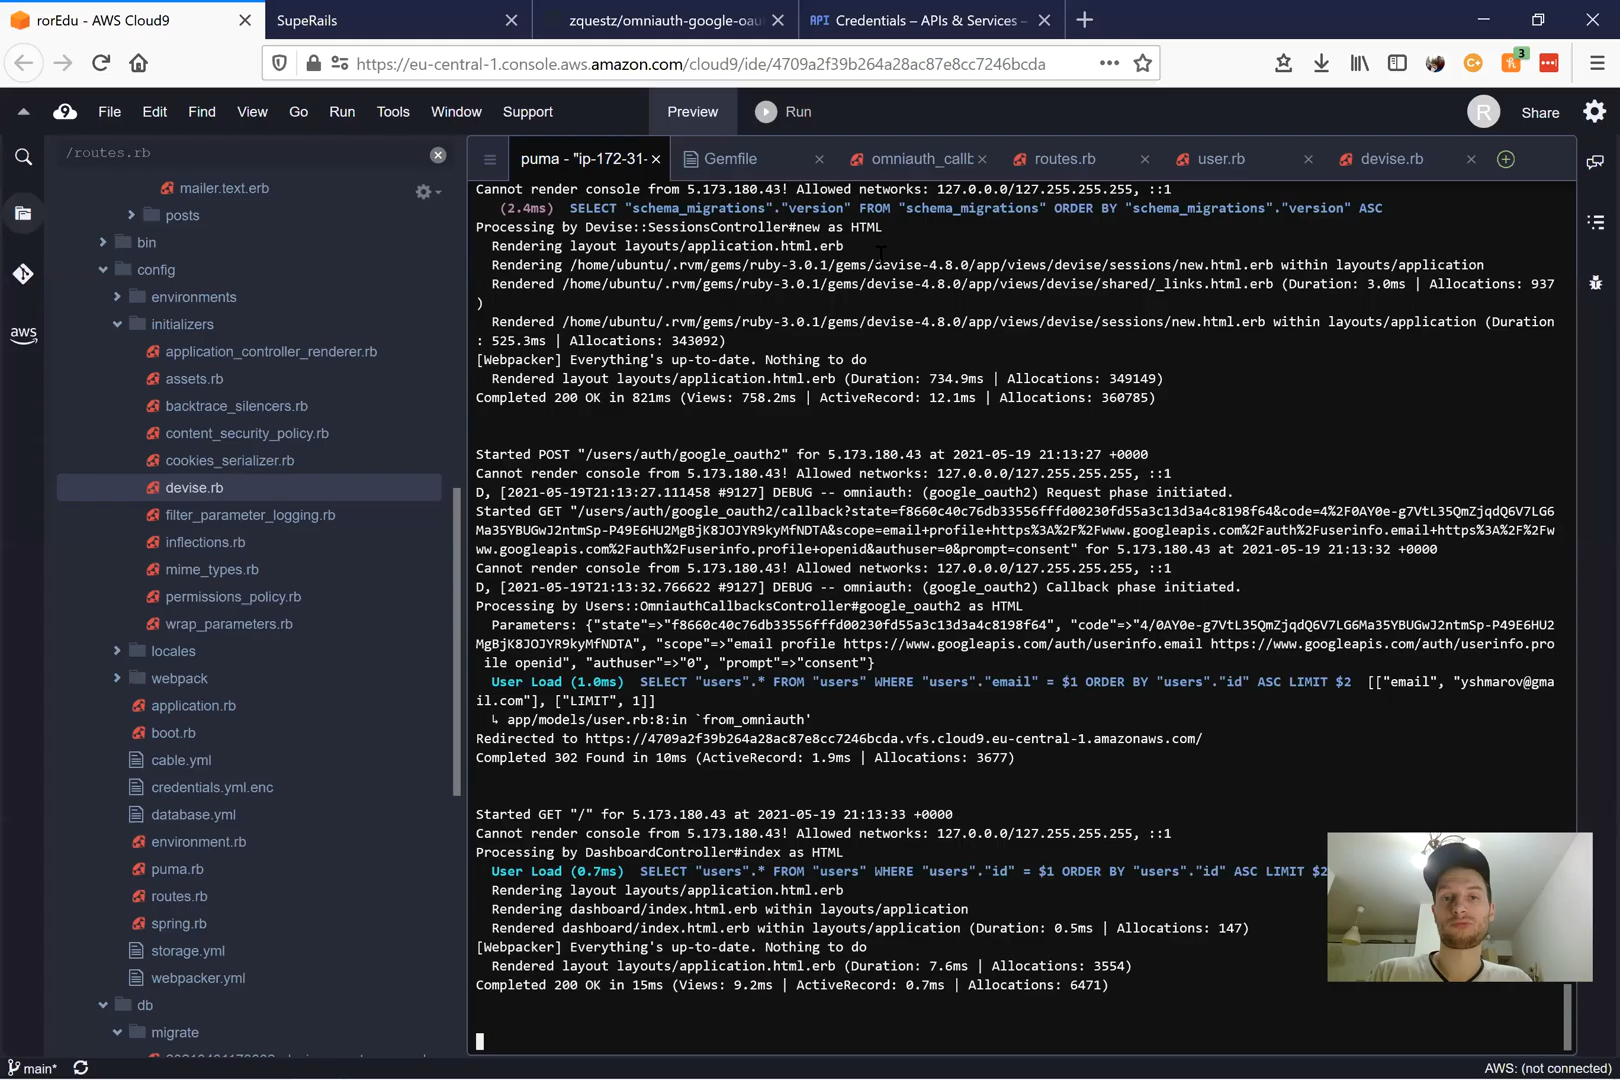 rorEdu - AWS Cloud9
SupeRails
zquestz/omniauth-google-oau
API Credentials – APIs & Services –
https://eu-central-1.console.aws.amazon.com/cloud9/ide/4709a2f39b264a28ac87e8cc7246bcda
3
File Edit Find View Go Run Tools Window Support Preview Run R Share
/routes.rb
puma - "ip-172-31- Gemfile omniauth_callb routes.rb user.rb devise.rb
aws
mailer.text.erb
posts
bin
config
environments
initializers
application_controller_renderer.rb
assets.rb
backtrace_silencers.rb
content_security_policy.rb
cookies_serializer.rb
devise.rb
filter_parameter_logging.rb
inflections.rb
mime_types.rb
permissions_policy.rb
wrap_parameters.rb
locales
webpack
application.rb
boot.rb
cable.yml
credentials.yml.enc
database.yml
environment.rb
puma.rb
routes.rb
spring.rb
storage.yml
webpacker.yml
db
migrate
Cannot render console from 5.173.180.43! Allowed networks: 127.0.0.0/127.255.255.255, ::1
(2.4ms) SELECT "schema_migrations"."version" FROM "schema_migrations" ORDER BY "schema_migrations"."version" ASC
Processing by Devise::SessionsController#new as HTML
Rendering layout layouts/application.html.erb
Rendering /home/ubuntu/.rvm/gems/ruby-3.0.1/gems/devise-4.8.0/app/views/devise/sessions/new.html.erb within layouts/application
Rendered /home/ubuntu/.rvm/gems/ruby-3.0.1/gems/devise-4.8.0/app/views/devise/shared/_links.html.erb (Duration: 3.0ms | Allocations: 937
)
Rendered /home/ubuntu/.rvm/gems/ruby-3.0.1/gems/devise-4.8.0/app/views/devise/sessions/new.html.erb within layouts/application (Duration
: 525.3ms | Allocations: 343092)
[Webpacker] Everything's up-to-date. Nothing to do
Rendered layout layouts/application.html.erb (Duration: 734.9ms | Allocations: 349149)
Completed 200 OK in 821ms (Views: 758.2ms | ActiveRecord: 12.1ms | Allocations: 360785)
Started POST "/users/auth/google_oauth2" for 5.173.180.43 at 2021-05-19 21:13:27 +0000
Cannot render console from 5.173.180.43! Allowed networks: 127.0.0.0/127.255.255.255, ::1
D, [2021-05-19T21:13:27.111458 #9127] DEBUG -- omniauth: (google_oauth2) Request phase initiated.
Started GET "/users/auth/google_oauth2/callback?state=f8660c40c76db33556fffd00230fd55a3c13d3a4c8198f64&code=4%2F0AY0e-g7VtL35QmZjqdQ6V7LG6
Ma35YBUGwJ2ntmSp-P49E6HU2MgBjK8JOJYR9kyMfNDTA&scope=email+profile+https%3A%2F%2Fwww.googleapis.com%2Fauth%2Fuserinfo.email+https%3A%2F%2Fw
ww.googleapis.com%2Fauth%2Fuserinfo.profile+openid&authuser=0&prompt=consent" for 5.173.180.43 at 2021-05-19 21:13:32 +0000
Cannot render console from 5.173.180.43! Allowed networks: 127.0.0.0/127.255.255.255, ::1
D, [2021-05-19T21:13:32.766622 #9127] DEBUG -- omniauth: (google_oauth2) Callback phase initiated.
Processing by Users::OmniauthCallbacksController#google_oauth2 as HTML
Parameters: {"state"=>"f8660c40c76db33556fffd00230fd55a3c13d3a4c8198f64", "code"=>"4/0AY0e-g7VtL35QmZjqdQ6V7LG6Ma35YBUGwJ2ntmSp-P49E6HU2
MgBjK8JOJYR9kyMfNDTA", "scope"=>"email profile https://www.googleapis.com/auth/userinfo.email https://www.googleapis.com/auth/userinfo.pro
ile openid", "authuser"=>"0", "prompt"=>"consent"}
User Load (1.0ms) SELECT "users".* FROM "users" WHERE "users"."email" = $1 ORDER BY "users"."id" ASC LIMIT $2 [["email", "yshmarov@gma
il.com"], ["LIMIT", 1]]
↳ app/models/user.rb:8:in `from_omniauth'
Redirected to https://4709a2f39b264a28ac87e8cc7246bcda.vfs.cloud9.eu-central-1.amazonaws.com/
Completed 302 Found in 10ms (ActiveRecord: 1.9ms | Allocations: 3677)
Started GET "/" for 5.173.180.43 at 2021-05-19 21:13:33 +0000
Cannot render console from 5.173.180.43! Allowed networks: 127.0.0.0/127.255.255.255, ::1
Processing by DashboardController#index as HTML
User Load (0.7ms) SELECT "users".* FROM "users" WHERE "users"."id" = $1 ORDER BY "users"."id" ASC LIMIT $2
Rendering layout layouts/application.html.erb
Rendering dashboard/index.html.erb within layouts/application
Rendered dashboard/index.html.erb within layouts/application (Duration: 0.5ms | Allocations: 147)
[Webpacker] Everything's up-to-date. Nothing to do
Rendered layout layouts/application.html.erb (Duration: 7.6ms | Allocations: 3554)
Completed 200 OK in 15ms (Views: 9.2ms | ActiveRecord: 0.7ms | Allocations: 6471)
main*
AWS: (not connected)